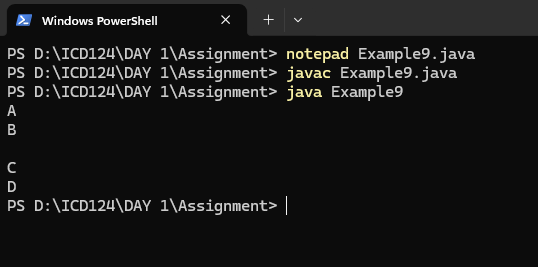 Windows PowerShell
PS D:\ICD124\DAY 1\Assignment> notepad Example9.java
PS D:\ICD124\DAY 1\Assignment> javac Example9.java
PS D:\ICD124\DAY 1\Assignment> java Example9
A
B

C
D
PS D:\ICD124\DAY 1\Assignment>